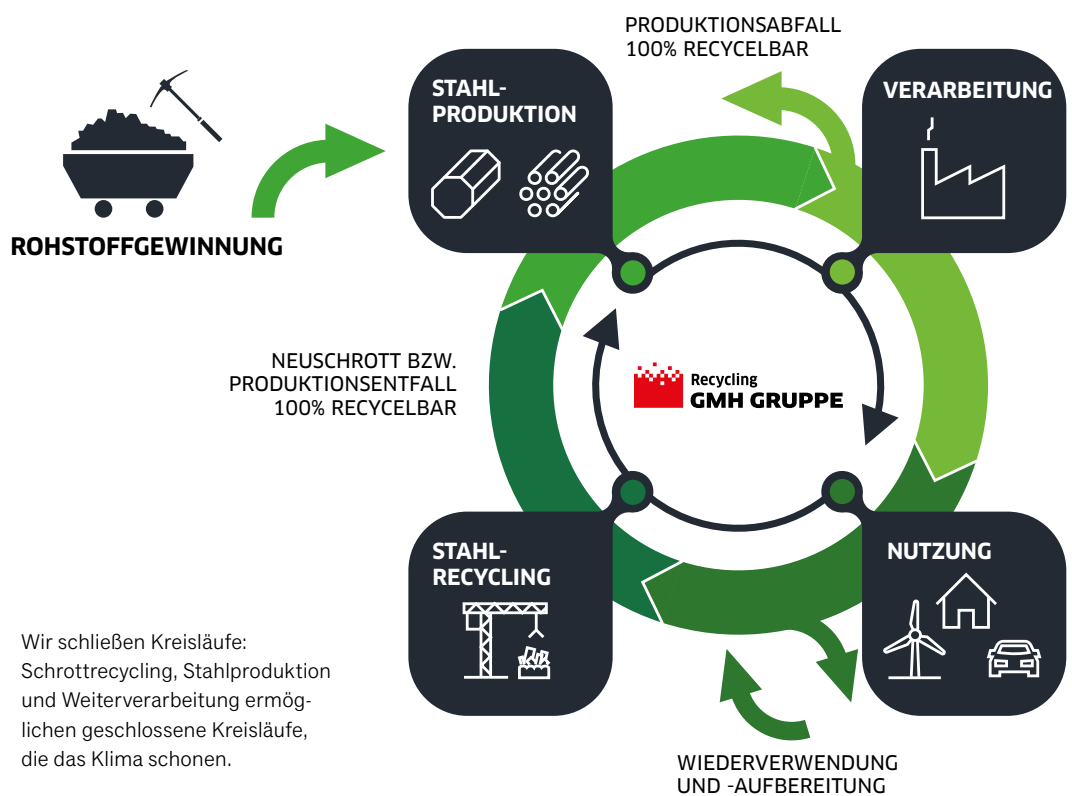 PRODUKTIONSABFALL
100% RECYCELBAR
STAHL-
PRODUKTION
VERARBEITUNG
ROHSTOFFGEWINNUNG
NEUSCHROTT BZW.
PRODUKTIONSENTFALL
100% RECYCELBAR
Recycling
GMH GRUPPE
STAHL-
RECYCLING
NUTZUNG
Wir schließen Kreisläufe:
Schrottrecycling, Stahlproduktion
und Weiterverarbeitung ermög-
lichen geschlossene Kreisläufe,
die das Klima schonen.
WIEDERVERWENDUNG
UND -AUFBEREITUNG